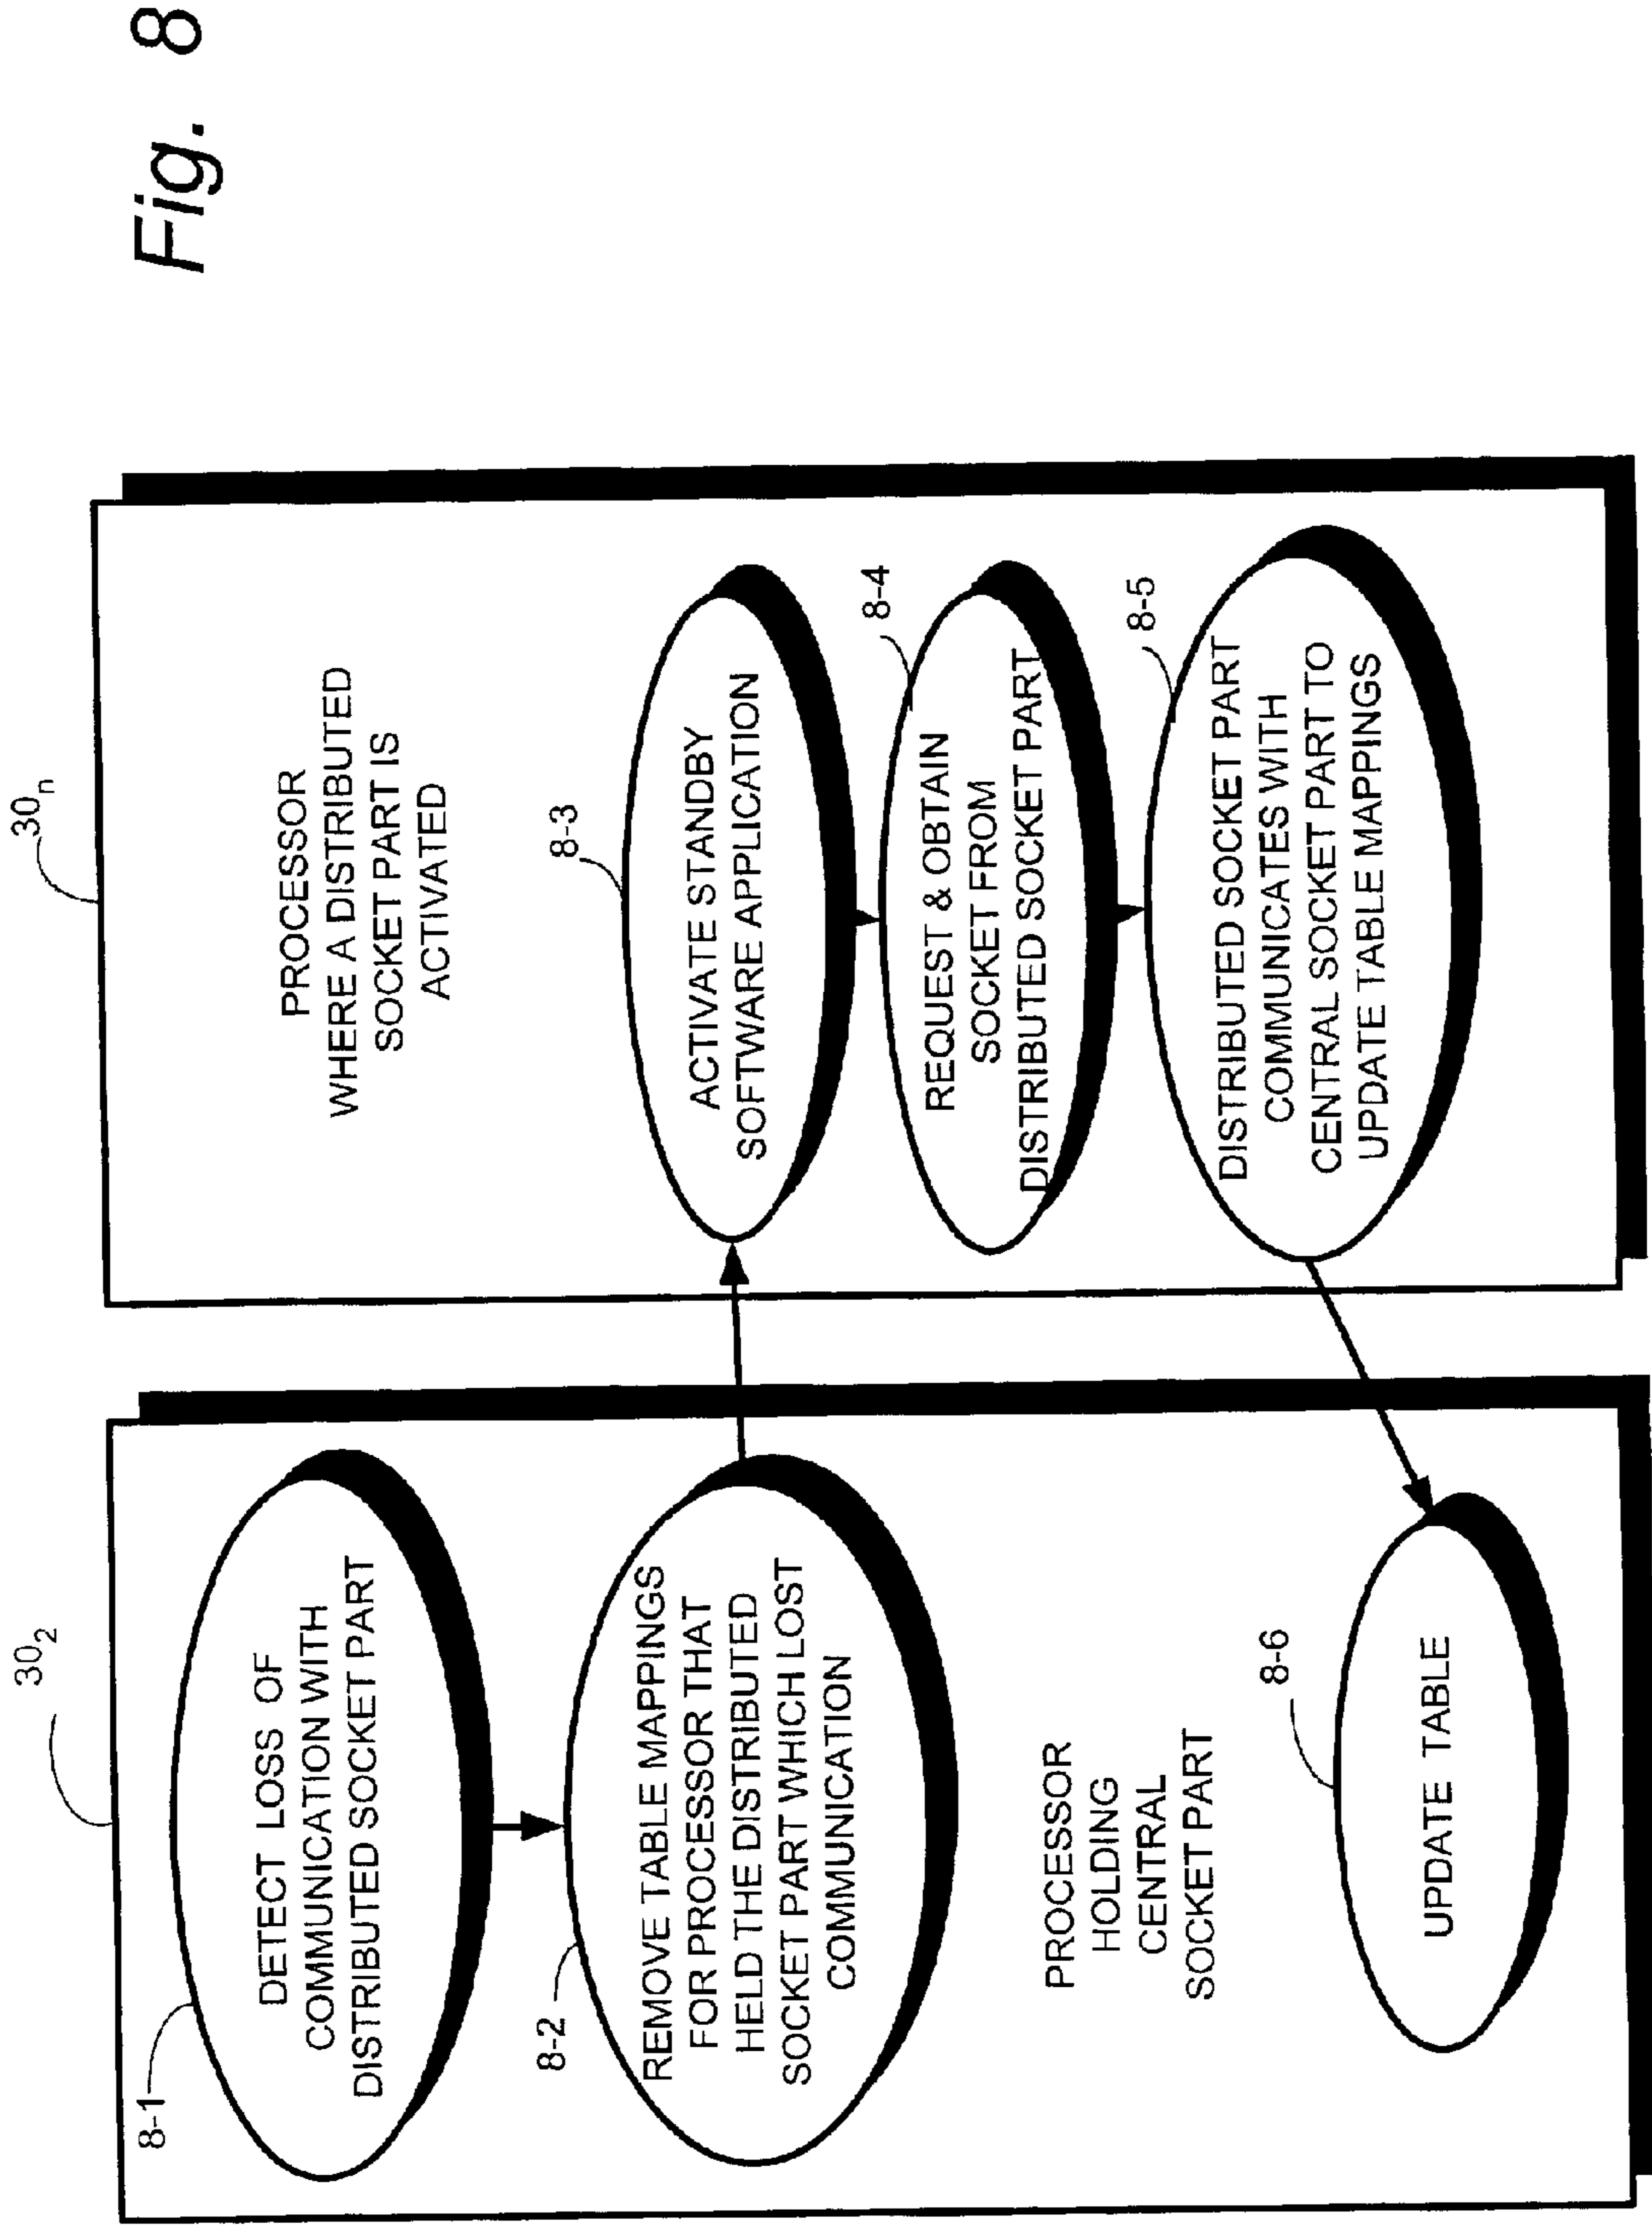 Fig. 8
30₂
8-1
DETECT LOSS OF
COMMUNICATION WITH
DISTRIBUTED SOCKET PART
8-2
REMOVE TABLE MAPPINGS
FOR PROCESSOR THAT
HELD THE DISTRIBUTED
SOCKET PART WHICH LOST
COMMUNICATION
PROCESSOR
HOLDING
CENTRAL
SOCKET PART
8-6
UPDATE TABLE
30ₙ
PROCESSOR
WHERE A DISTRIBUTED
SOCKET PART IS
ACTIVATED
8-3
ACTIVATE STANDBY
SOFTWARE APPLICATION
8-4
REQUEST & OBTAIN
SOCKET FROM
DISTRIBUTED SOCKET PART
8-5
DISTRIBUTED SOCKET PART
COMMUNICATES WITH
CENTRAL SOCKET PART TO
UPDATE TABLE MAPPINGS